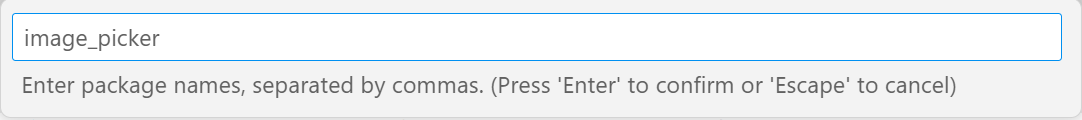 image_picker
Enter package names, separated by commas. (Press 'Enter' to confirm or 'Escape' to cancel)